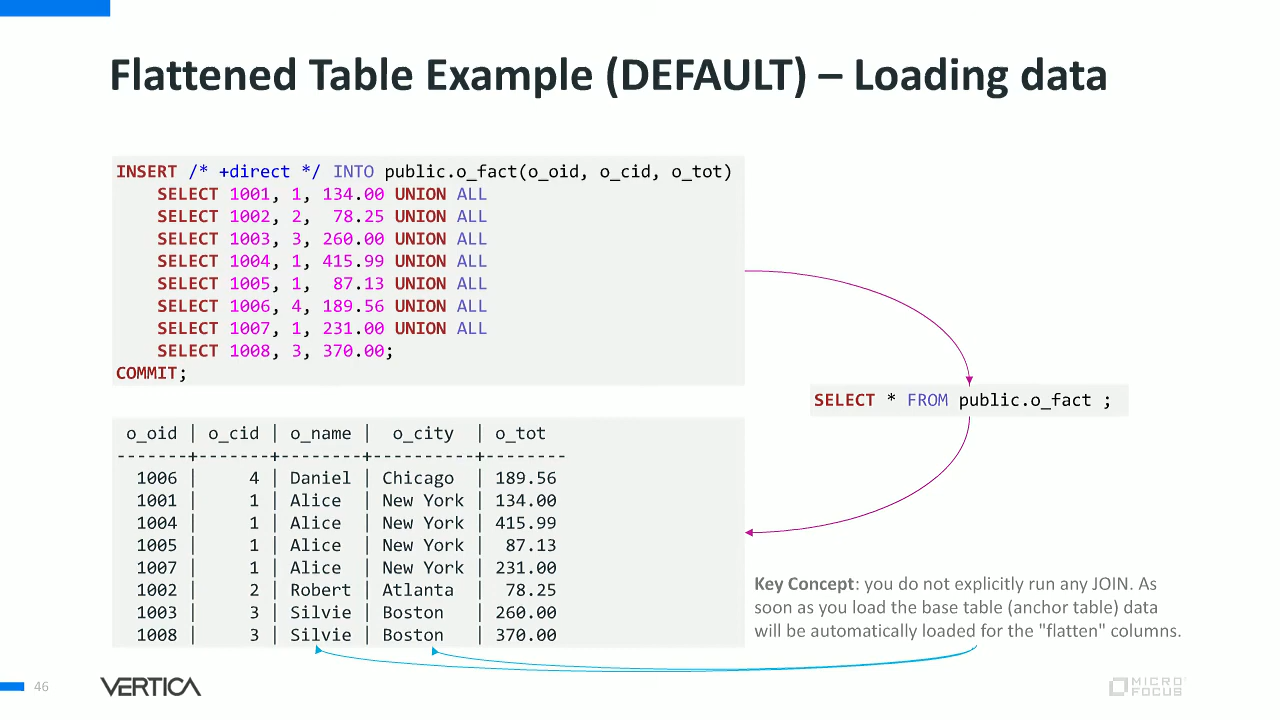 Flattened Table Example (DEFAULT) – Loading data
INSERT /* +direct */ INTO public.o_fact(o_oid, o_cid, o_tot)
    SELECT 1001, 1, 134.00 UNION ALL
    SELECT 1002, 2,  78.25 UNION ALL
    SELECT 1003, 3, 260.00 UNION ALL
    SELECT 1004, 1, 415.99 UNION ALL
    SELECT 1005, 1,  87.13 UNION ALL
    SELECT 1006, 4, 189.56 UNION ALL
    SELECT 1007, 1, 231.00 UNION ALL
    SELECT 1008, 3, 370.00;
COMMIT;
SELECT * FROM public.o_fact ;
 o_oid | o_cid | o_name |  o_city  | o_tot
-------+-------+--------+----------+--------
  1006 |     4 | Daniel | Chicago  | 189.56
  1001 |     1 | Alice  | New York | 134.00
  1004 |     1 | Alice  | New York | 415.99
  1005 |     1 | Alice  | New York |  87.13
  1007 |     1 | Alice  | New York | 231.00
  1002 |     2 | Robert | Atlanta  |  78.25
  1003 |     3 | Silvie | Boston   | 260.00
  1008 |     3 | Silvie | Boston   | 370.00
Key Concept: you do not explicitly run any JOIN. As
soon as you load the base table (anchor table) data
will be automatically loaded for the "flatten" columns.
46
VERTICA
MICRO
FOCUS